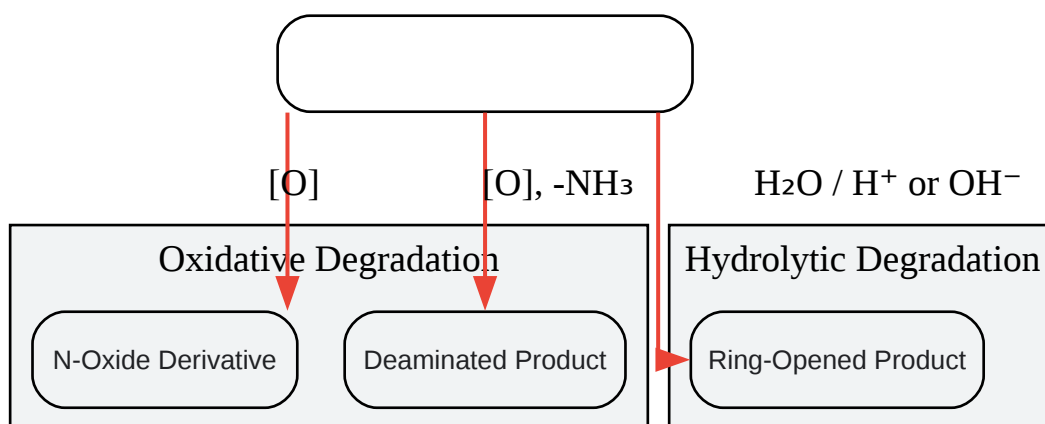 [O]
[O], -NH₃
H₂O / H⁺ or OH⁻
Oxidative Degradation
Hydrolytic Degradation
N-Oxide Derivative
Deaminated Product
Ring-Opened Product